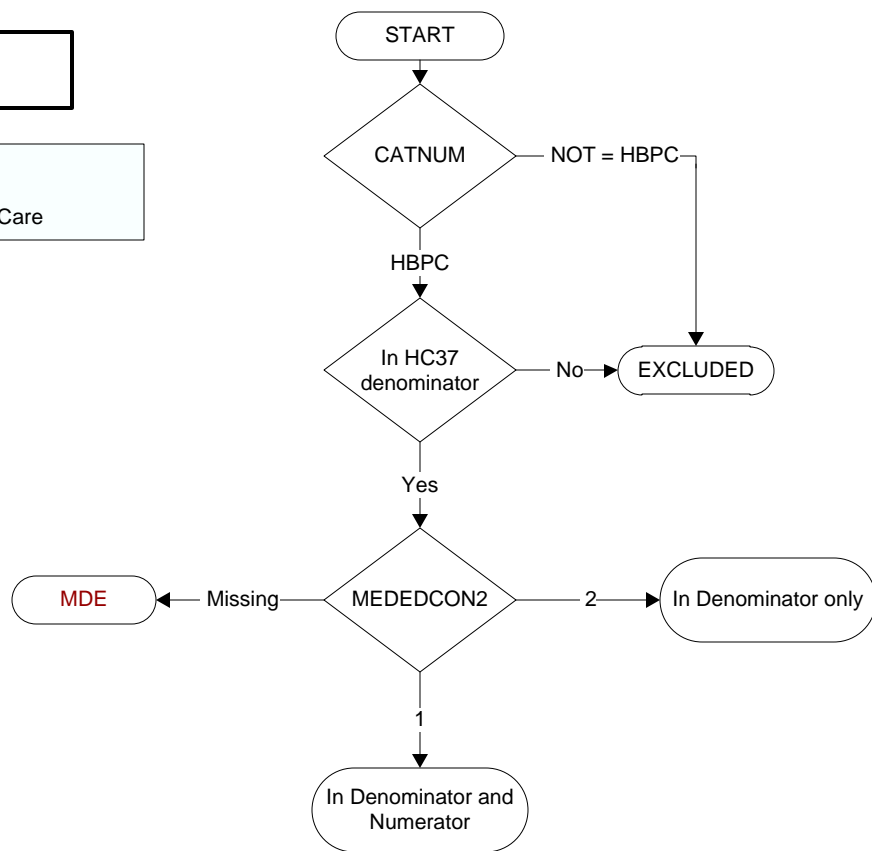 START
CATNUM
NOT = HBPC
Care
HBPC
In HC37
denominator
No
EXCLUDED
Yes
MDE
Missing
MEDEDCON2
2
In Denominator only
1
In Denominator and
Numerator